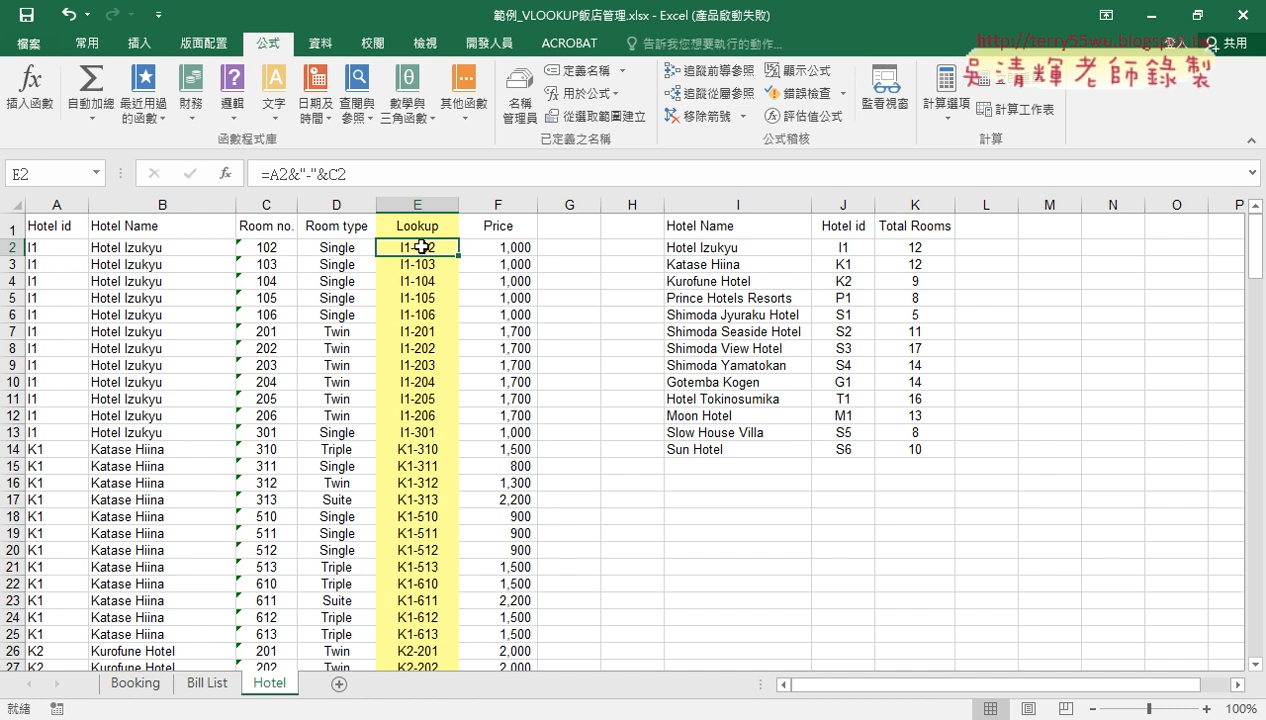 範例_VLOOKUP飯店管理.xlsx - Excel (產品啟動失敗)
檔案 常用 插入 版面配置 公式 資料 校閱 檢視 開發人員 ACROBAT 告訴我您想要執行的動作... 登入 共用
http://terry55wu.blogspot.tw
吳清輝老師錄製
插入函數 自動加總 最近用過的函數 財務 邏輯 文字 日期及時間 查閱與參照 數學與三角函數 其他函數
函數程式庫
名稱管理員 定義名稱 用於公式 從選取範圍建立
已定義之名稱
追蹤前導參照 追蹤從屬參照 移除箭號 顯示公式 錯誤檢查 評估值公式
公式稽核
監看視窗
計算選項 計算工作表
計算
E2 fx =A2&"-"&C2
A B C D E F G H I J K L M N O P
1 Hotel id Hotel Name Room no. Room type Lookup Price Hotel Name Hotel id Total Rooms
2 I1 Hotel Izukyu 102 Single I1-102 1,000 Hotel Izukyu I1 12
3 I1 Hotel Izukyu 103 Single I1-103 1,000 Katase Hiina K1 12
4 I1 Hotel Izukyu 104 Single I1-104 1,000 Kurofune Hotel K2 9
5 I1 Hotel Izukyu 105 Single I1-105 1,000 Prince Hotels Resorts P1 8
6 I1 Hotel Izukyu 106 Single I1-106 1,000 Shimoda Jyuraku Hotel S1 5
7 I1 Hotel Izukyu 201 Twin I1-201 1,700 Shimoda Seaside Hotel S2 11
8 I1 Hotel Izukyu 202 Twin I1-202 1,700 Shimoda View Hotel S3 17
9 I1 Hotel Izukyu 203 Twin I1-203 1,700 Shimoda Yamatokan S4 14
10 I1 Hotel Izukyu 204 Twin I1-204 1,700 Gotemba Kogen G1 14
11 I1 Hotel Izukyu 205 Twin I1-205 1,700 Hotel Tokinosumika T1 16
12 I1 Hotel Izukyu 206 Twin I1-206 1,700 Moon Hotel M1 13
13 I1 Hotel Izukyu 301 Single I1-301 1,000 Slow House Villa S5 8
14 K1 Katase Hiina 310 Triple K1-310 1,500 Sun Hotel S6 10
15 K1 Katase Hiina 311 Single K1-311 800
16 K1 Katase Hiina 312 Twin K1-312 1,300
17 K1 Katase Hiina 313 Suite K1-313 2,200
18 K1 Katase Hiina 510 Single K1-510 900
19 K1 Katase Hiina 511 Single K1-511 900
20 K1 Katase Hiina 512 Single K1-512 900
21 K1 Katase Hiina 513 Triple K1-513 1,500
22 K1 Katase Hiina 610 Triple K1-610 1,500
23 K1 Katase Hiina 611 Suite K1-611 2,200
24 K1 Katase Hiina 612 Triple K1-612 1,500
25 K1 Katase Hiina 613 Triple K1-613 1,500
26 K2 Kurofune Hotel 201 Twin K2-201 2,000
27 K2 Kurofune Hotel 202 Twin K2-202 2,000
Booking Bill List Hotel
就緒 100%